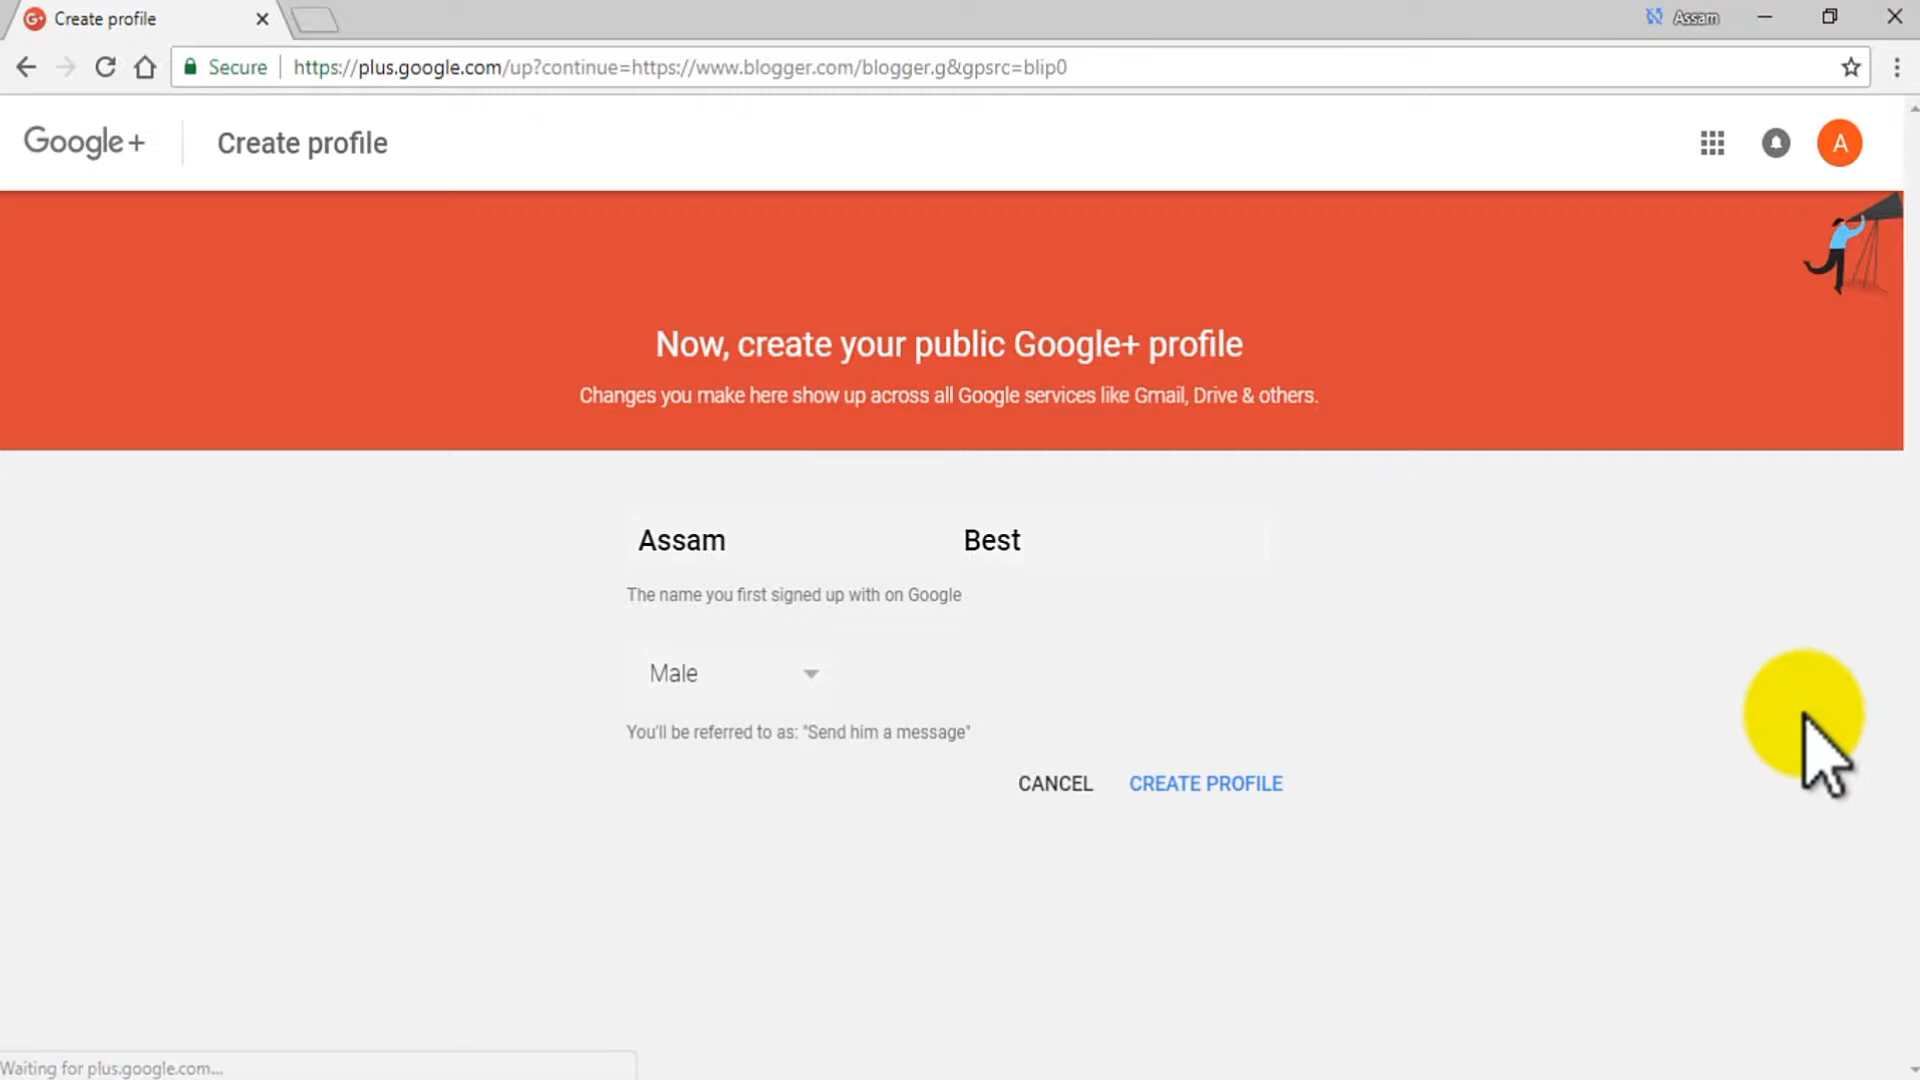 Create profile
Assam
Secure
https://plus.google.com/up?continue=https://www.blogger.com/blogger.g&gpsrc=blip0
Google+
Create profile
A
Now, create your public Google+ profile
Changes you make here show up across all Google services like Gmail, Drive & others.
Assam Best
The name you first signed up with on Google
Male
You'll be referred to as: "Send him a message"
CANCEL CREATE PROFILE
Waiting for plus.google.com...